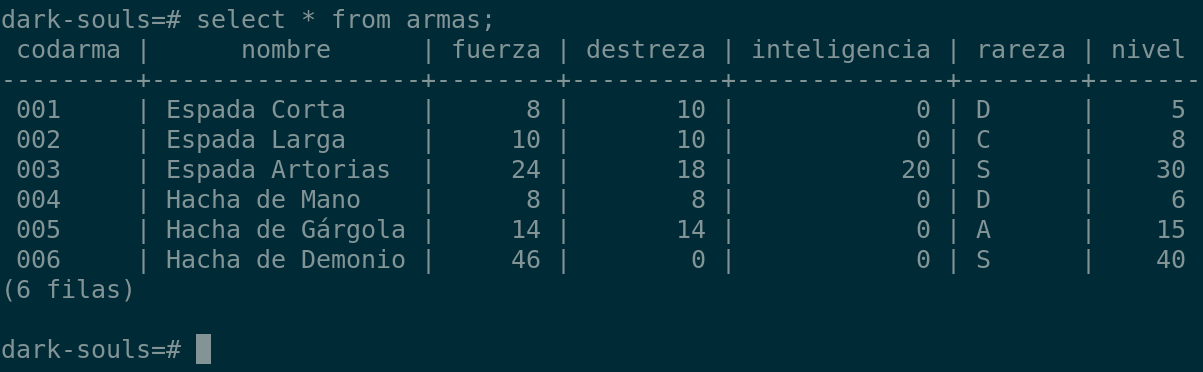 dark-souls=# select * from armas;
 codarma |      nombre      | fuerza | destreza | inteligencia | rareza | nivel
---------+------------------+--------+----------+--------------+--------+-------
 001     | Espada Corta     |      8 |       10 |            0 | D      |     5
 002     | Espada Larga     |     10 |       10 |            0 | C      |     8
 003     | Espada Artorias  |     24 |       18 |           20 | S      |    30
 004     | Hacha de Mano    |      8 |        8 |            0 | D      |     6
 005     | Hacha de Gárgola |     14 |       14 |            0 | A      |    15
 006     | Hacha de Demonio |     46 |        0 |            0 | S      |    40
(6 filas)
dark-souls=#